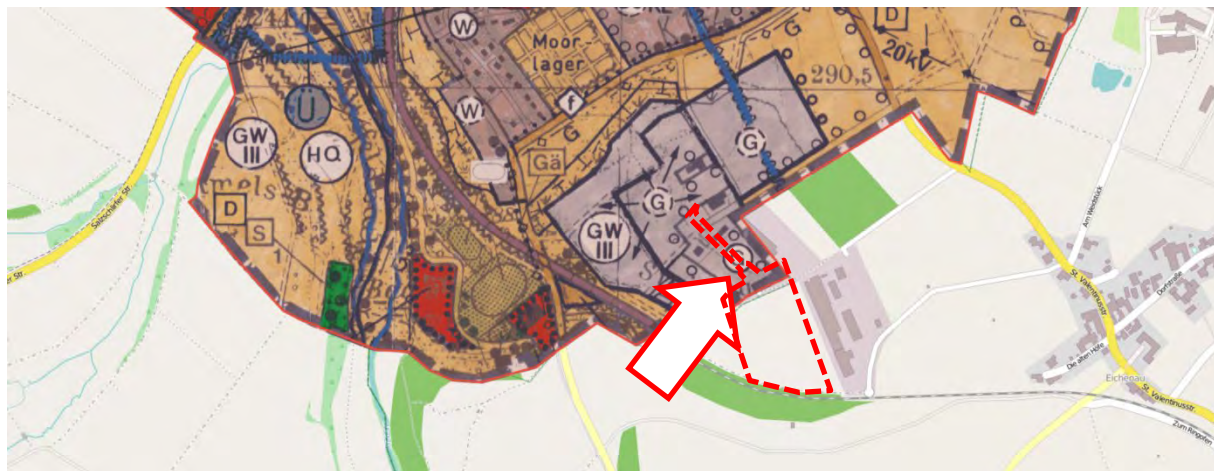 W
D
20kV
Moor-
lager
290,5
U
f
W
GW
III
HQ
G
G
Gä
Salzschlirfer Str
Am Weidstück
D
S
G
GW
III
St. Valentinusstr.
Dorfstraße
Die alten Höfe
Eichenau
St. Valentinusstr.
Zum Ringofen